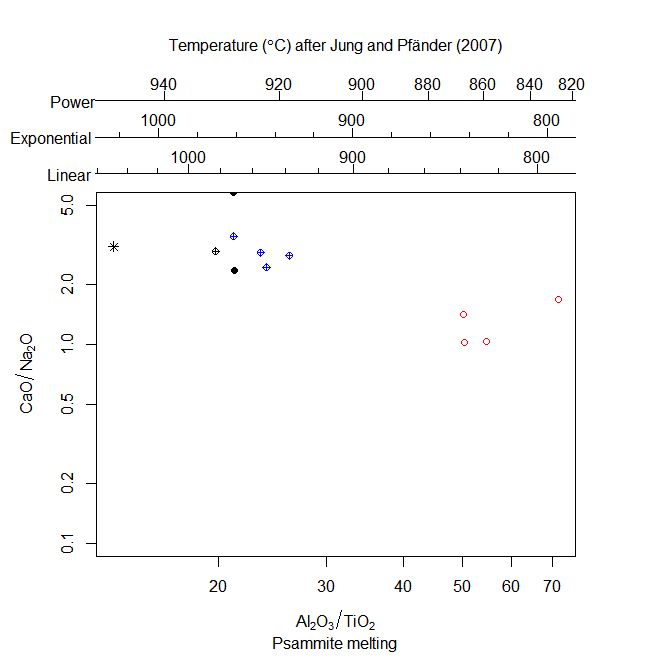 Temperature (°C) after Jung and Pfänder (2007)
940 920 900 880 860 840 820
Power
1000 900 800
Exponential
1000 900 800
Linear
5.0
2.0
1.0
0.5
0.2
0.1
CaO/Na₂O
20 30 40 50 60 70
Al₂O₃/TiO₂
Psammite melting